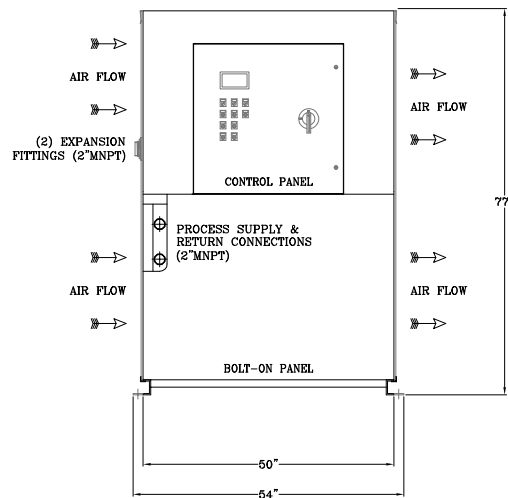 AIR FLOW
AIR FLOW
(2) EXPANSION
FITTINGS (2"MNPT)
CONTROL PANEL
77
PROCESS SUPPLY &
RETURN CONNECTIONS
(2"MNPT)
AIR FLOW
AIR FLOW
BOLT-ON PANEL
50"
54"